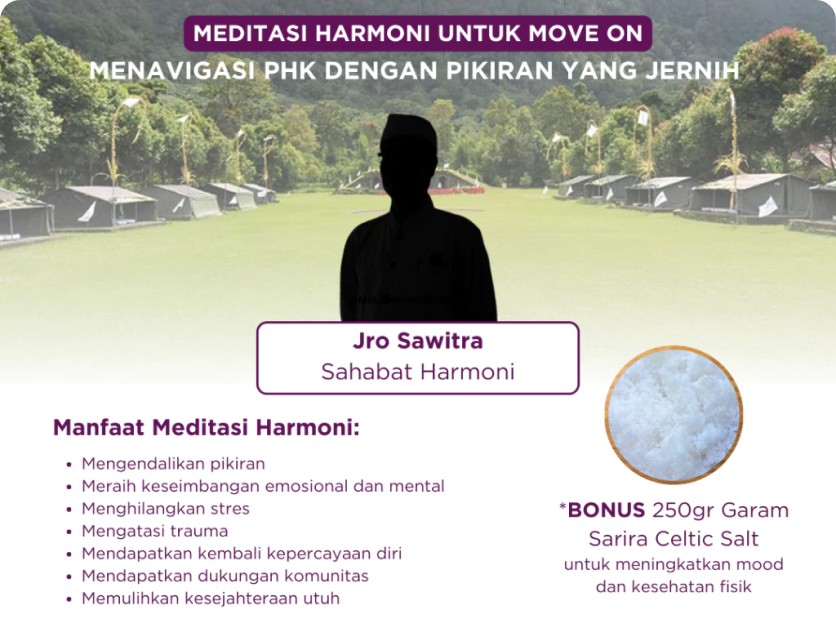 MEDITASI HARMONI UNTUK MOVE ON
MENAVIGASI PHK DENGAN PIKIRAN YANG JERNIH
Jro Sawitra
Sahabat Harmoni
Manfaat Meditasi Harmoni:
• Mengendalikan pikiran
• Meraih keseimbangan emosional dan mental
• Menghilangkan stres
• Mengatasi trauma
• Mendapatkan kembali kepercayaan diri
• Mendapatkan dukungan komunitas
• Memulihkan kesejahteraan utuh
*BONUS 250gr Garam
Sarira Celtic Salt
untuk meningkatkan mood
dan kesehatan fisik